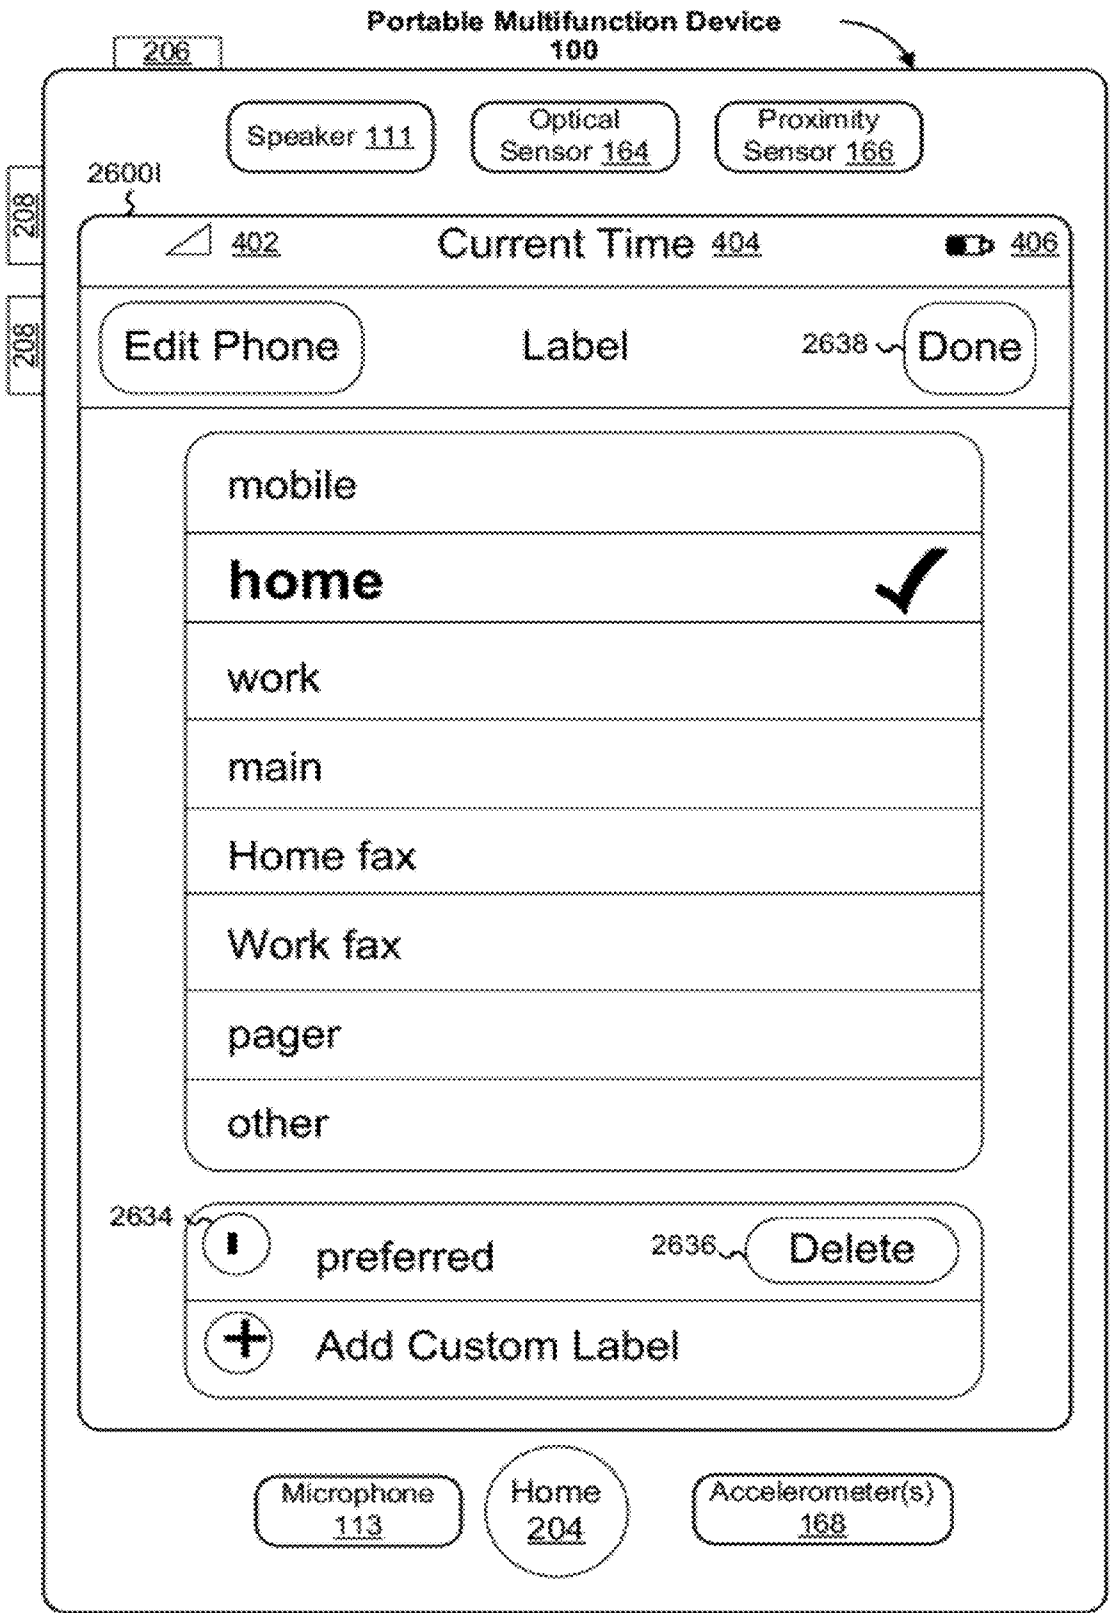 Portable Multifunction Device
100
206
Speaker 111
Optical
Sensor 164
Proximity
Sensor 166
2600I
208
208
402
Current Time 404
406
Edit Phone
Label
2638
Done
mobile
home
work
main
Home fax
Work fax
pager
other
2634
preferred
2636
Delete
Add Custom Label
Microphone
113
Home
204
Accelerometer(s)
168